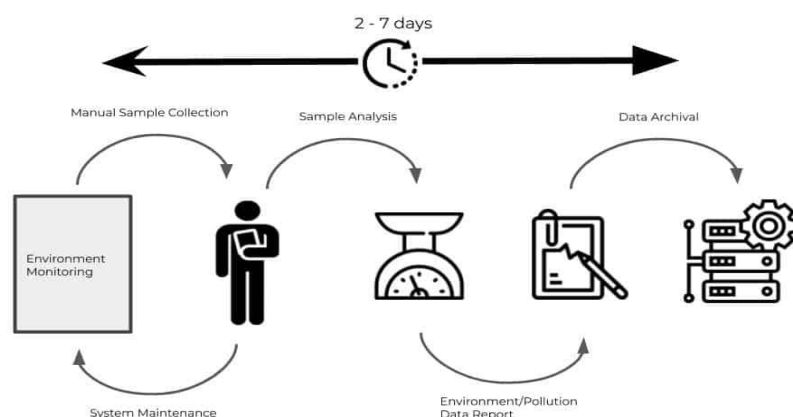 2 - 7 days
Manual Sample Collection
Sample Analysis
Data Archival
Environment
Monitoring
System Maintenance
Environment/Pollution
Data Report